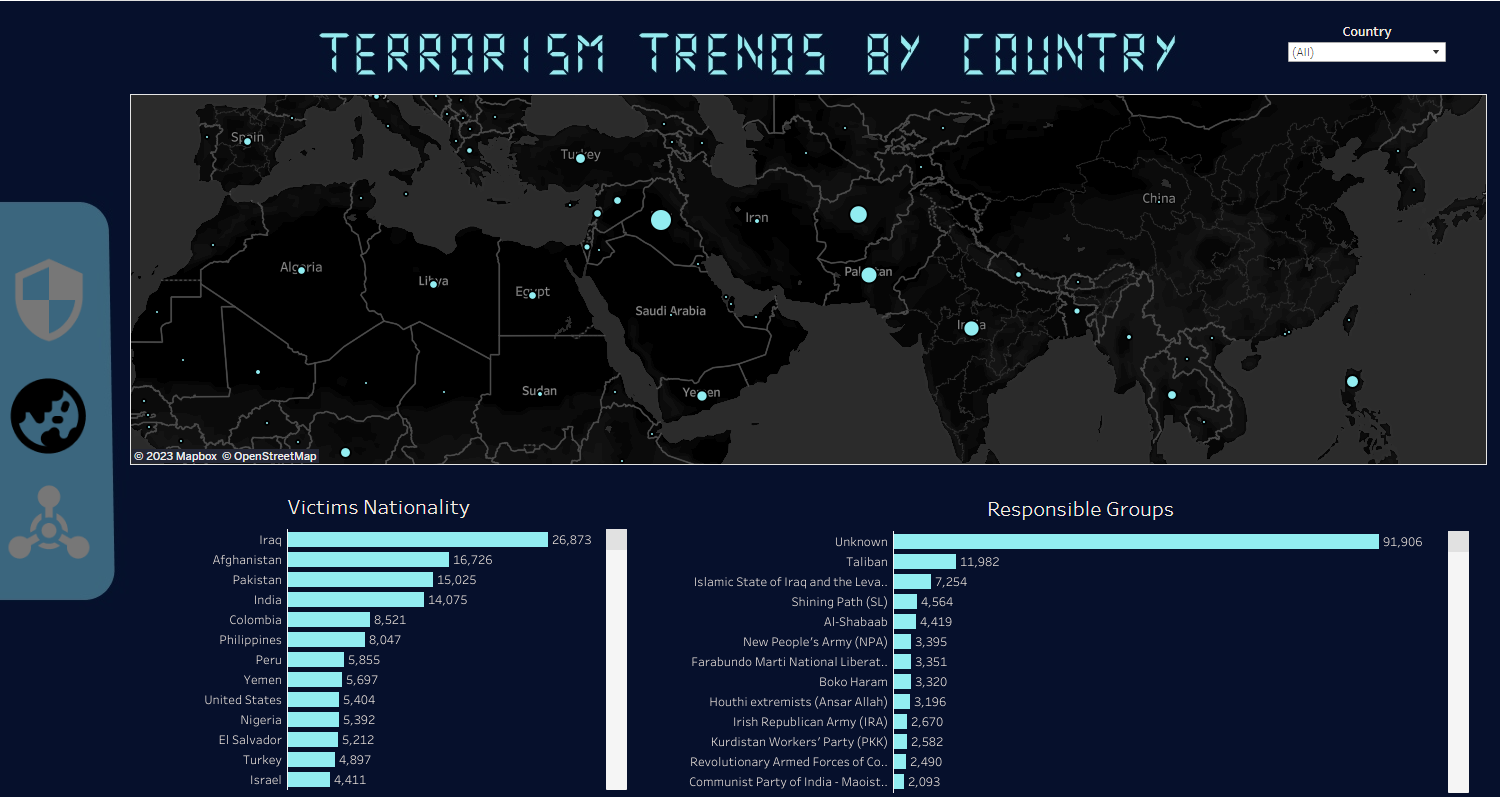 TERRORISM TRENDS BY COUNTRY
Country
(All)
Spain
Turkey
China
Iran
Algeria
Libya
Egypt
Pakistan
Saudi Arabia
India
Sudan
Yemen
© 2023 Mapbox © OpenStreetMap
Victims Nationality
Iraq 26,873
Afghanistan 16,726
Pakistan 15,025
India 14,075
Colombia 8,521
Philippines 8,047
Peru 5,855
Yemen 5,697
United States 5,404
Nigeria 5,392
El Salvador 5,212
Turkey 4,897
Israel 4,411
Responsible Groups
Unknown 91,906
Taliban 11,982
Islamic State of Iraq and the Leva.. 7,254
Shining Path (SL) 4,564
Al-Shabaab 4,419
New People's Army (NPA) 3,395
Farabundo Marti National Liberat.. 3,351
Boko Haram 3,320
Houthi extremists (Ansar Allah) 3,196
Irish Republican Army (IRA) 2,670
Kurdistan Workers' Party (PKK) 2,582
Revolutionary Armed Forces of Co.. 2,490
Communist Party of India - Maoist.. 2,093